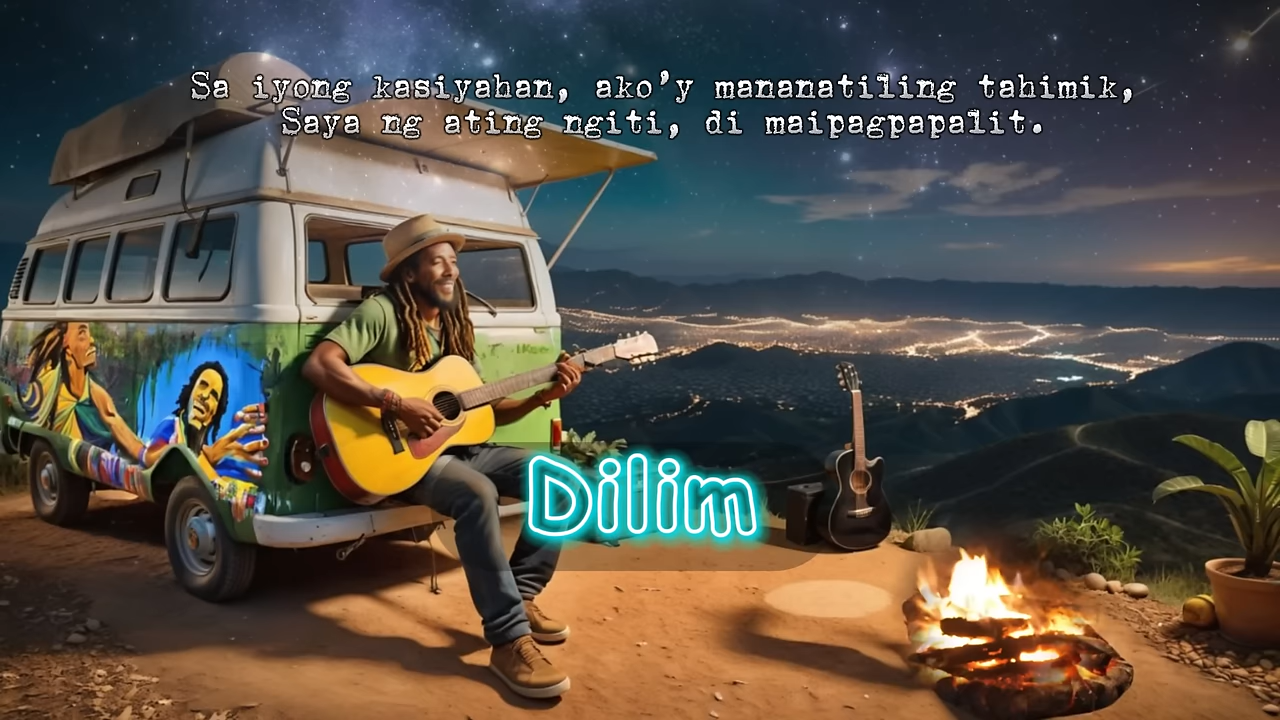 Sa iyong kasiyahan, ako'y mananatiling tahimik,
Saya ng ating ngiti, di maipagpapalit.
Dilim